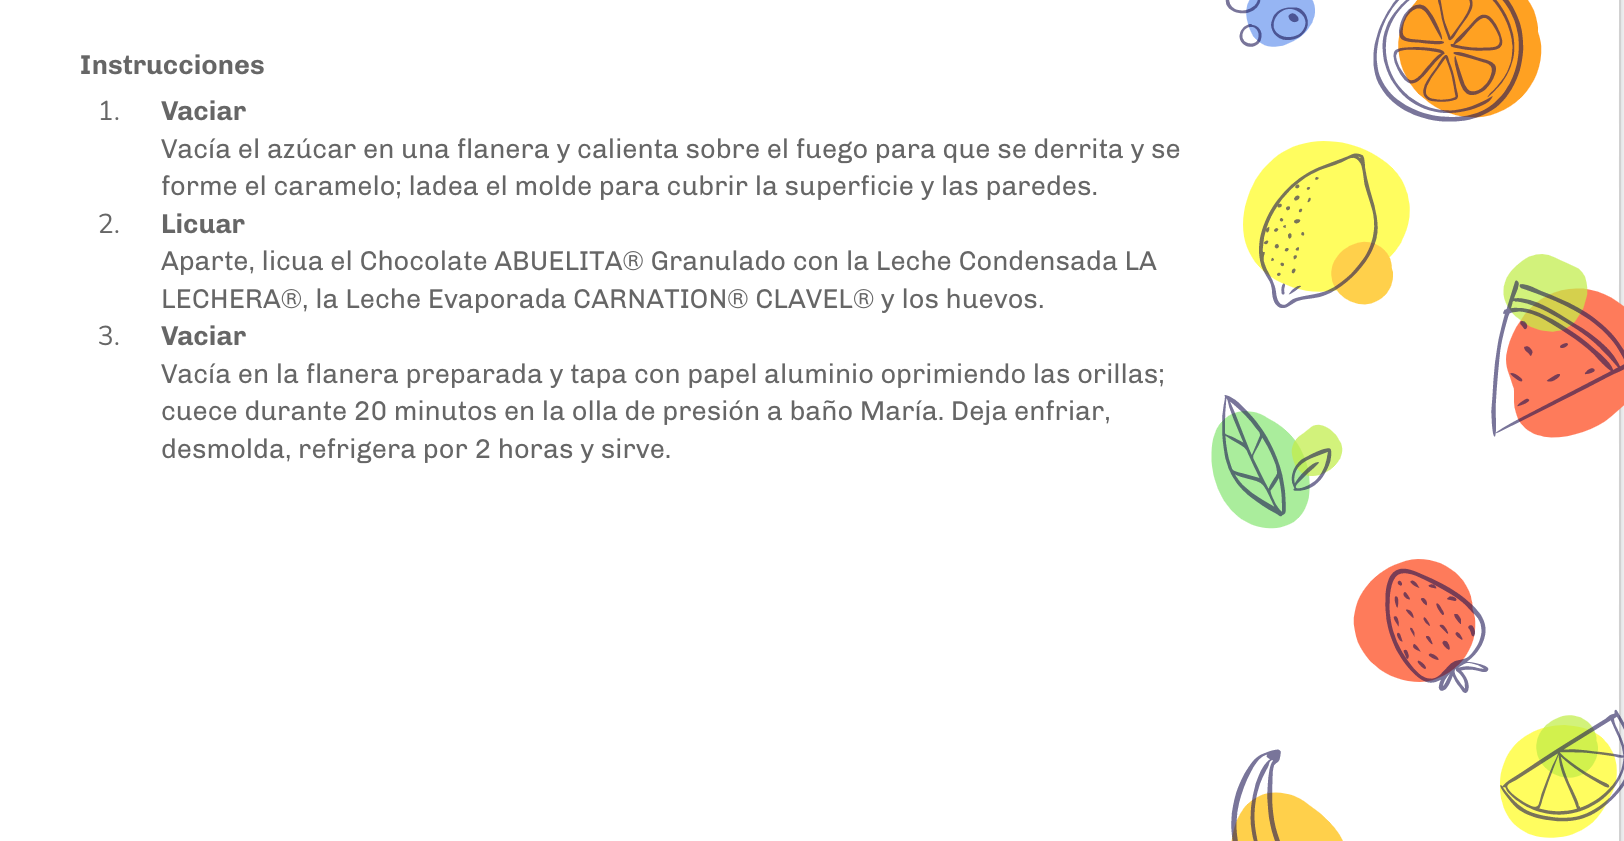 Instrucciones
1. Vaciar
Vacía el azúcar en una flanera y calienta sobre el fuego para que se derrita y se
forme el caramelo; ladea el molde para cubrir la superficie y las paredes.
2. Licuar
Aparte, licua el Chocolate ABUELITA® Granulado con la Leche Condensada LA
LECHERA®, la Leche Evaporada CARNATION® CLAVEL® y los huevos.
3. Vaciar
Vacía en la flanera preparada y tapa con papel aluminio oprimiendo las orillas;
cuece durante 20 minutos en la olla de presión a baño María. Deja enfriar,
desmolda, refrigera por 2 horas y sirve.